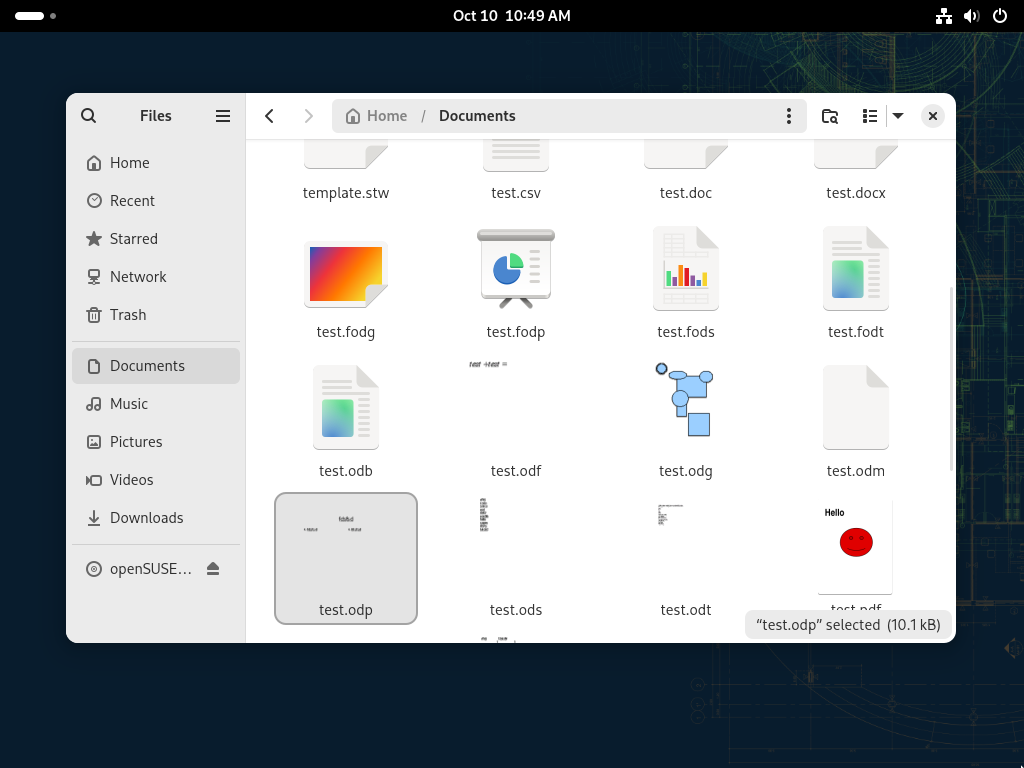 Oct 10 10:49 AM
Files
Home / Documents
Home
Recent
Starred
Network
Trash
Documents
Music
Pictures
Videos
Downloads
openSUSE…
template.stw
test.csv
test.doc
test.docx
test.fodg
test.fodp
test.fods
test.fodt
test +test =
test.odb
test.odf
test.odg
test.odm
Hello
test.odp
test.ods
test.odt
test.pdf
“test.odp” selected (10.1 kB)